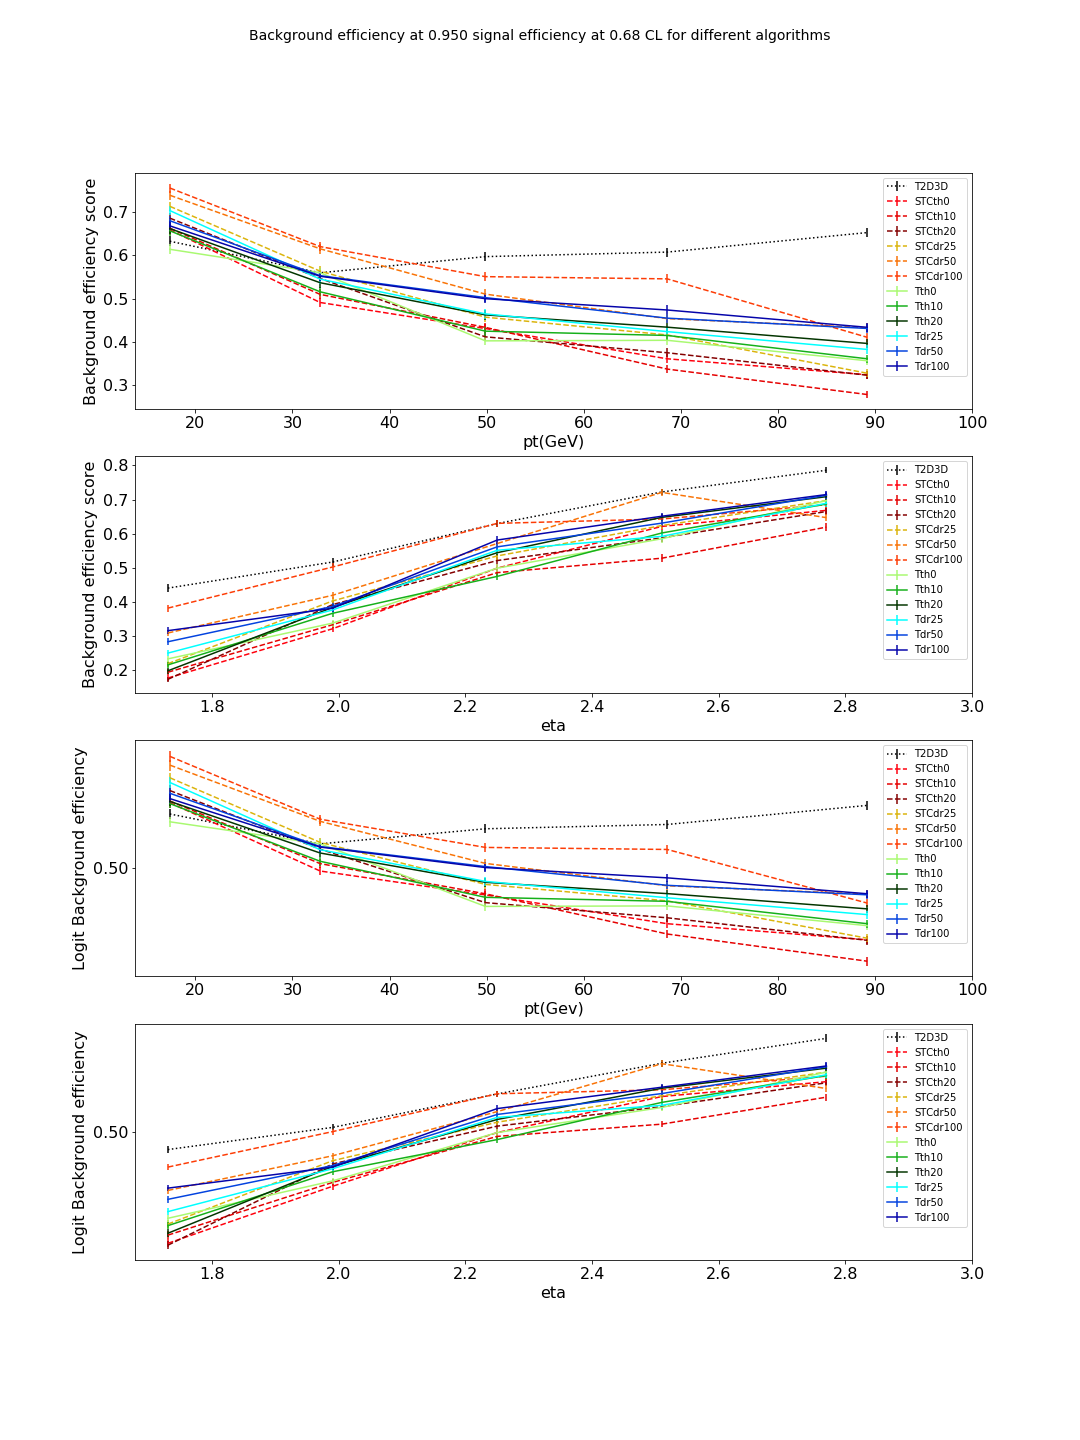 Background efficiency at 0.950 signal efficiency at 0.68 CL for different algorithms
Background efficiency score
0.7
0.6
0.5
0.4
0.3
20 30 40 50 60 70 80 90 100
pt(GeV)
T2D3D
STCth0
STCth10
STCth20
STCdr25
STCdr50
STCdr100
Tth0
Tth10
Tth20
Tdr25
Tdr50
Tdr100
Background efficiency score
0.8
0.7
0.6
0.5
0.4
0.3
0.2
1.8 2.0 2.2 2.4 2.6 2.8 3.0
eta
T2D3D
STCth0
STCth10
STCth20
STCdr25
STCdr50
STCdr100
Tth0
Tth10
Tth20
Tdr25
Tdr50
Tdr100
Logit Background efficiency
0.50
20 30 40 50 60 70 80 90 100
pt(Gev)
T2D3D
STCth0
STCth10
STCth20
STCdr25
STCdr50
STCdr100
Tth0
Tth10
Tth20
Tdr25
Tdr50
Tdr100
Logit Background efficiency
0.50
1.8 2.0 2.2 2.4 2.6 2.8 3.0
eta
T2D3D
STCth0
STCth10
STCth20
STCdr25
STCdr50
STCdr100
Tth0
Tth10
Tth20
Tdr25
Tdr50
Tdr100